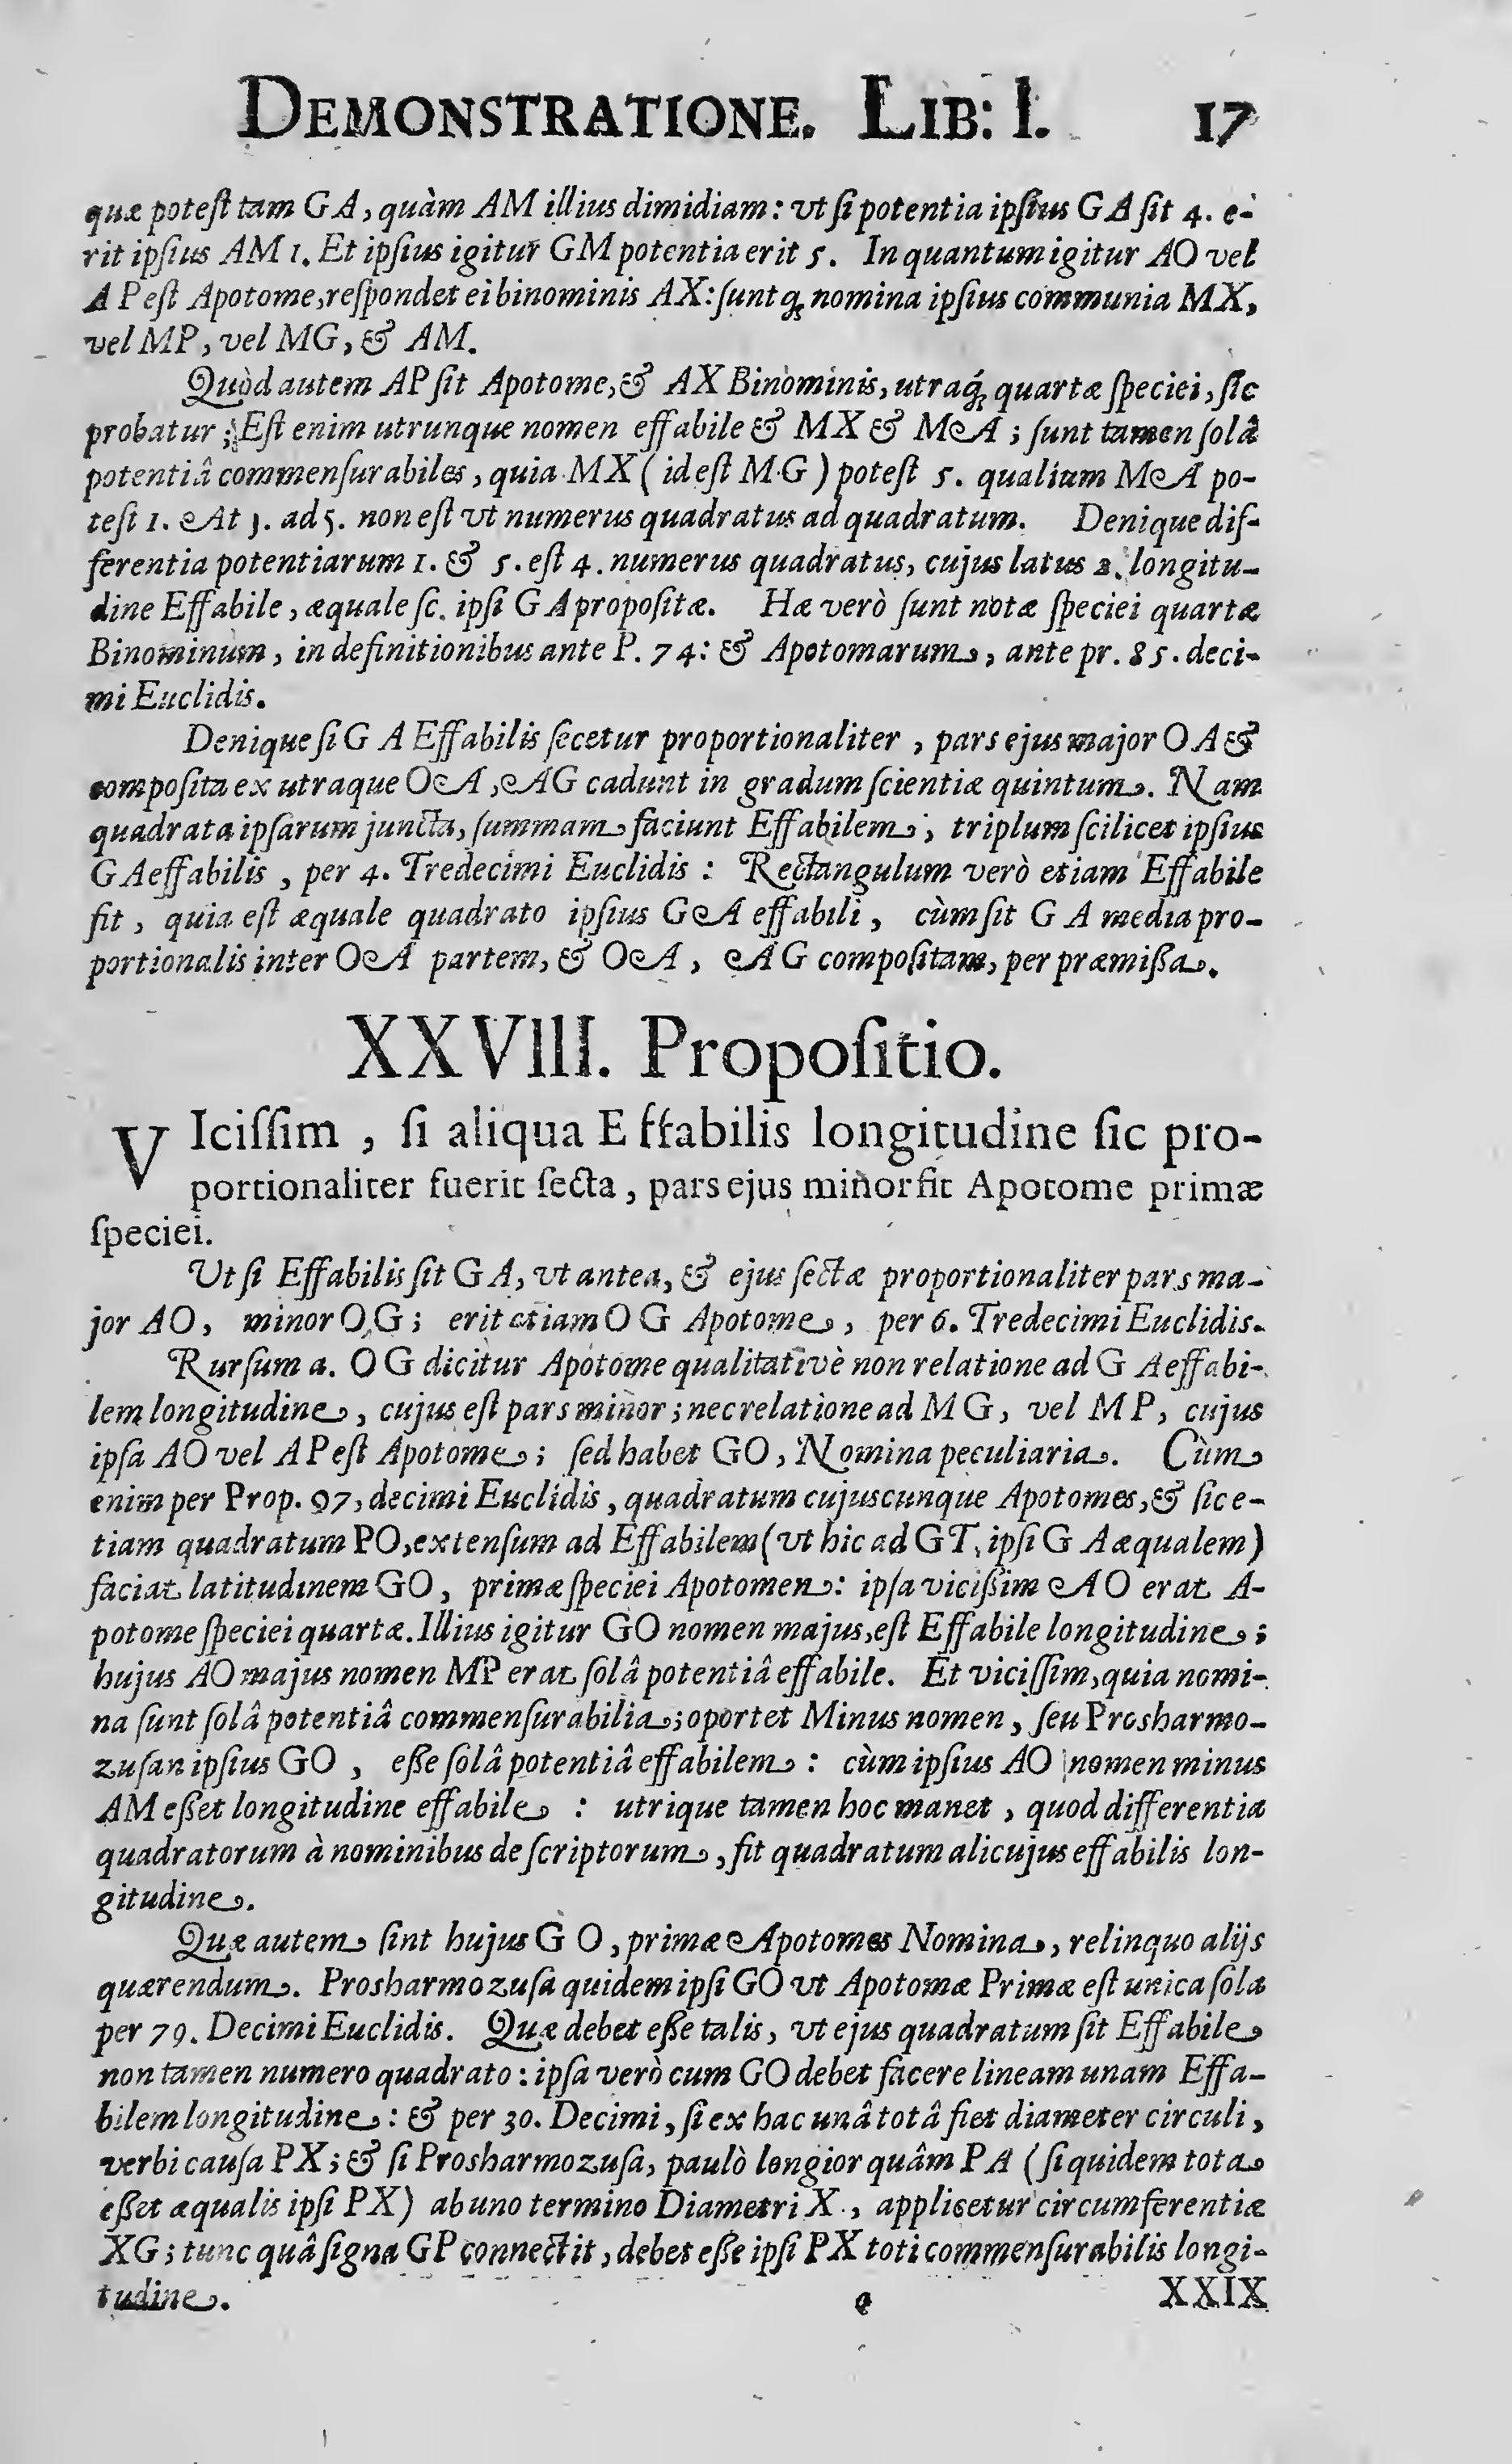 DEMONSTRATIONE. LIB: I. 17
quæ poteſt tam GA, quàm AM illius dimidiam: ut ſi potentia ipſius GA ſit 4. e-
rit ipſius AM 1. Et ipſius igitur GM potentia erit 5. In quantum igitur AO vel
AP eſt Apotome, reſpondet ei binominis AX: ſunt q́ꝫ nomina ipſius communia MX,
vel MP, vel MG, & AM.
Quòd autem AP ſit Apotome, & AX Binominis, utraq́ꝫ quartæ ſpeciei, ſic
probatur; Eſt enim utrunque nomen effabile & MX & MA; ſunt tamen ſolâ
potentiâ commenſurabiles, quia MX (id eſt MG) poteſt 5. qualium MA po-
teſt 1. At 1. ad 5. non eſt ut numerus quadratus ad quadratum. Denique dif-
ferentia potentiarum 1. & 5. eſt 4. numerus quadratus, cujus latus 2. longitu-
dine Effabile, æquale ſc. ipſi GA propoſitæ. Hæ verò ſunt notæ ſpeciei quartæ
Binominum, in definitionibus ante P. 74: & Apotomarum, ante pr. 85. deci-
mi Euclidis.
Denique ſi GA Effabilis ſecetur proportionaliter, pars ejus major OA &
compoſita ex utraque OA, AG cadunt in gradum ſcientiæ quintum. Nam
quadrata ipſarum juncta, ſummam faciunt Effabilem, triplum ſcilicet ipſius
GA effabilis, per 4. Tredecimi Euclidis: Rectangulum verò etiam Effabile
fit, quia eſt æquale quadrato ipſius GA effabili, cùm ſit GA media pro-
portionalis inter OA partem, & OA, AG compoſitam, per præmiſſa.
XXVIII. Propoſitio.
VIciſſim, ſi aliqua Effabilis longitudine ſic pro-
portionaliter fuerit ſecta, pars ejus minor fit Apotome primæ
ſpeciei.
Ut ſi Effabilis ſit GA, ut antea, & ejus ſectæ proportionaliter pars ma-
jor AO, minor OG; erit etiam OG Apotome, per 6. Tredecimi Euclidis.
Rurſum a. OG dicitur Apotome qualitativè non relatione ad GA effabi-
lem longitudine, cujus eſt pars minor; nec relatione ad MG, vel MP, cujus
ipſa AO vel AP eſt Apotome; ſed habet GO, Nomina peculiaria. Cùm
enim per Prop. 97, decimi Euclidis, quadratum cujuscunque Apotomes, & ſic e-
tiam quadratum PO, extenſum ad Effabilem (ut hic ad GT, ipſi GA æqualem)
faciat latitudinem GO, primæ ſpeciei Apotomen: ipſa viciſſim AO erat A-
potome ſpeciei quartæ. Illius igitur GO nomen majus, eſt Effabile longitudine;
hujus AO majus nomen MP erat ſolâ potentiâ effabile. Et viciſſim, quia nomi-
na ſunt ſolâ potentiâ commenſurabilia; oportet Minus nomen, ſeu Prosharmo-
zuſan ipſius GO, eſſe ſolâ potentiâ effabilem: cùm ipſius AO nomen minus
AM eſſet longitudine effabile: utrique tamen hoc manet, quod differentia
quadratorum à nominibus deſcriptorum, fit quadratum alicujus effabilis lon-
gitudine.
Quæ autem ſint hujus GO, primæ Apotomes Nomina, relinquo alijs
quærendum. Prosharmozuſa quidem ipſi GO ut Apotomæ Primæ eſt unica ſola
per 79. Decimi Euclidis. Quæ debet eſſe talis, ut ejus quadratum ſit Effabile
non tamen numero quadrato: ipſa verò cum GO debet facere lineam unam Effa-
bilem longitudine: & per 30. Decimi, ſi ex hac unâ totâ fiet diameter circuli,
verbi cauſa PX; & ſi Prosharmozuſa, paulò longior quâm PA (ſiquidem tota
eſſet æqualis ipſi PX) ab uno termino Diametri X, applicetur circumferentiæ
XG; tunc quâ ſigna GP connectit, debet eſſe ipſi PX toti commenſurabilis longi-
tudine. e XXIX